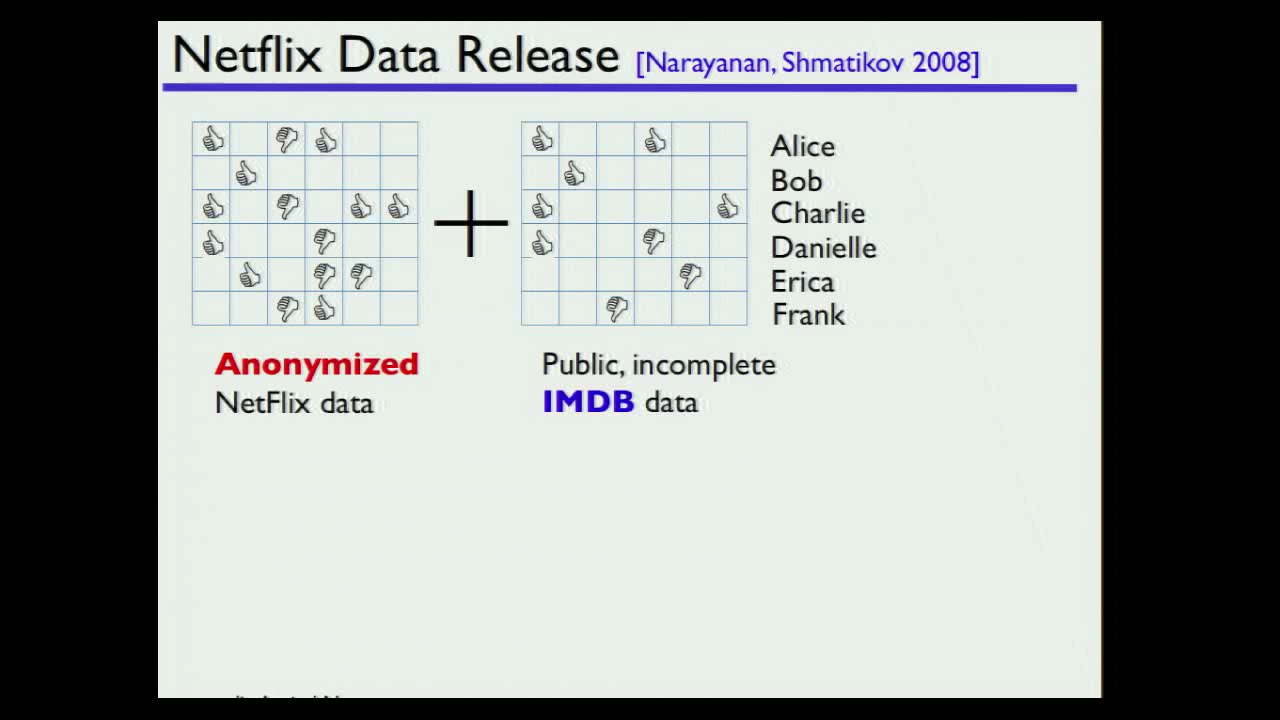 Netflix Data Release [Narayanan, Shmatikov 2008]
Alice
Bob
Charlie
Danielle
Erica
Frank
Anonymized
NetFlix data
Public, incomplete
IMDB data